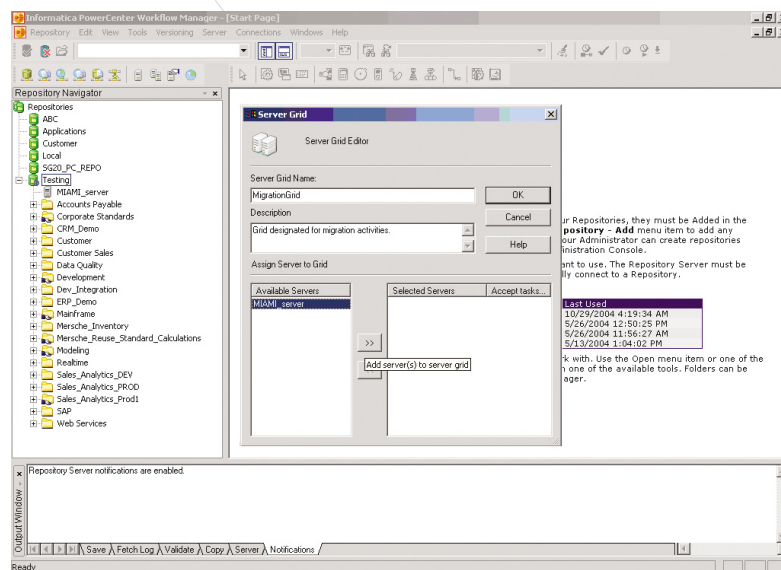 Informatica PowerCenter Workflow Manager - [Start Page]
Repository Edit View Tools Versioning Server Connections Windows Help
Repository Navigator
Repositories
ABC
Applications
Customer
Local
SG20_PC_REPO
Testing
MIAMI_server
Accounts Payable
Corporate Standards
CRM_Demo
Customer
Customer Sales
Data Quality
Development
Dev_Integration
ERP_Demo
Mainframe
Mersche_Inventory
Mersche_Reuse_Standard_Calculations
Modeling
Realtime
Sales_Analytics_DEV
Sales_Analytics_PROD
Sales_Analytics_Prod1
SAP
Web Services
Server Grid
Server Grid Editor
Server Grid Name:
MigrationGrid
OK
Description
Cancel
Grid designated for migration activities.
Help
Assign Server to Grid
Available Servers
Selected Servers
Accept tasks...
MIAMI_server
>>
Add server(s) to server grid
Repositories, they must be Added in the
pository - Add menu item to add any
our Administrator can create repositories
inistration Console.
ant to use. The Repository Server must be
lly connect to a Repository.
Last Used
10/29/2004 4:19:34 AM
5/26/2004 12:50:25 PM
5/26/2004 11:56:27 AM
5/13/2004 1:04:02 PM
rk with. Use the Open menu item or one of the
one of the available tools. Folders can be
ager.
Repository Server notifications are enabled.
Output Window
Save Fetch Log Validate Copy Server Notifications
Ready